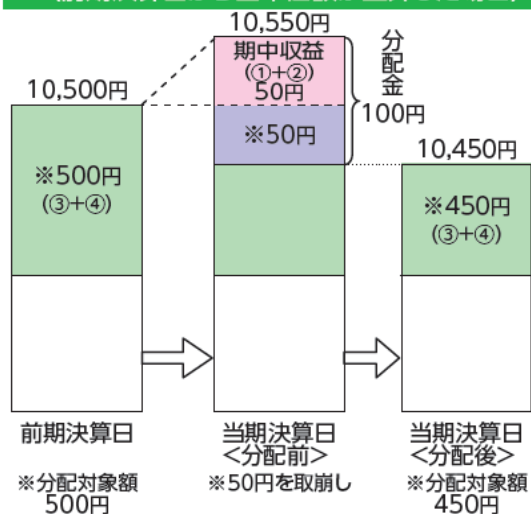 10,550円
期中収益
(①+②)
50円
※50円
分配金
100円
10,500円
※500円
(③+④)
10,450円
※450円
(③+④)
前期決算日
※分配対象額
500円
当期決算日
<分配前>
※50円を取崩し
当期決算日
<分配後>
※分配対象額
450円